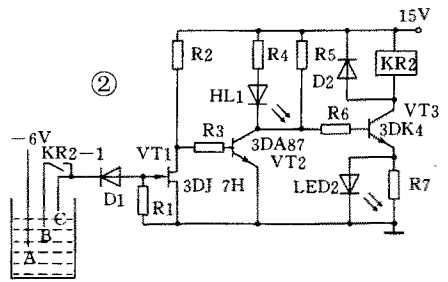 15V
R2
R4
R5
D2
KR2
②
HL1
R6
VT3
3DK4
-6V
KR2-1
VT1
R3
3DA87
VT2
D1
R1
3DJ 7H
LED2
R7
C
B
A